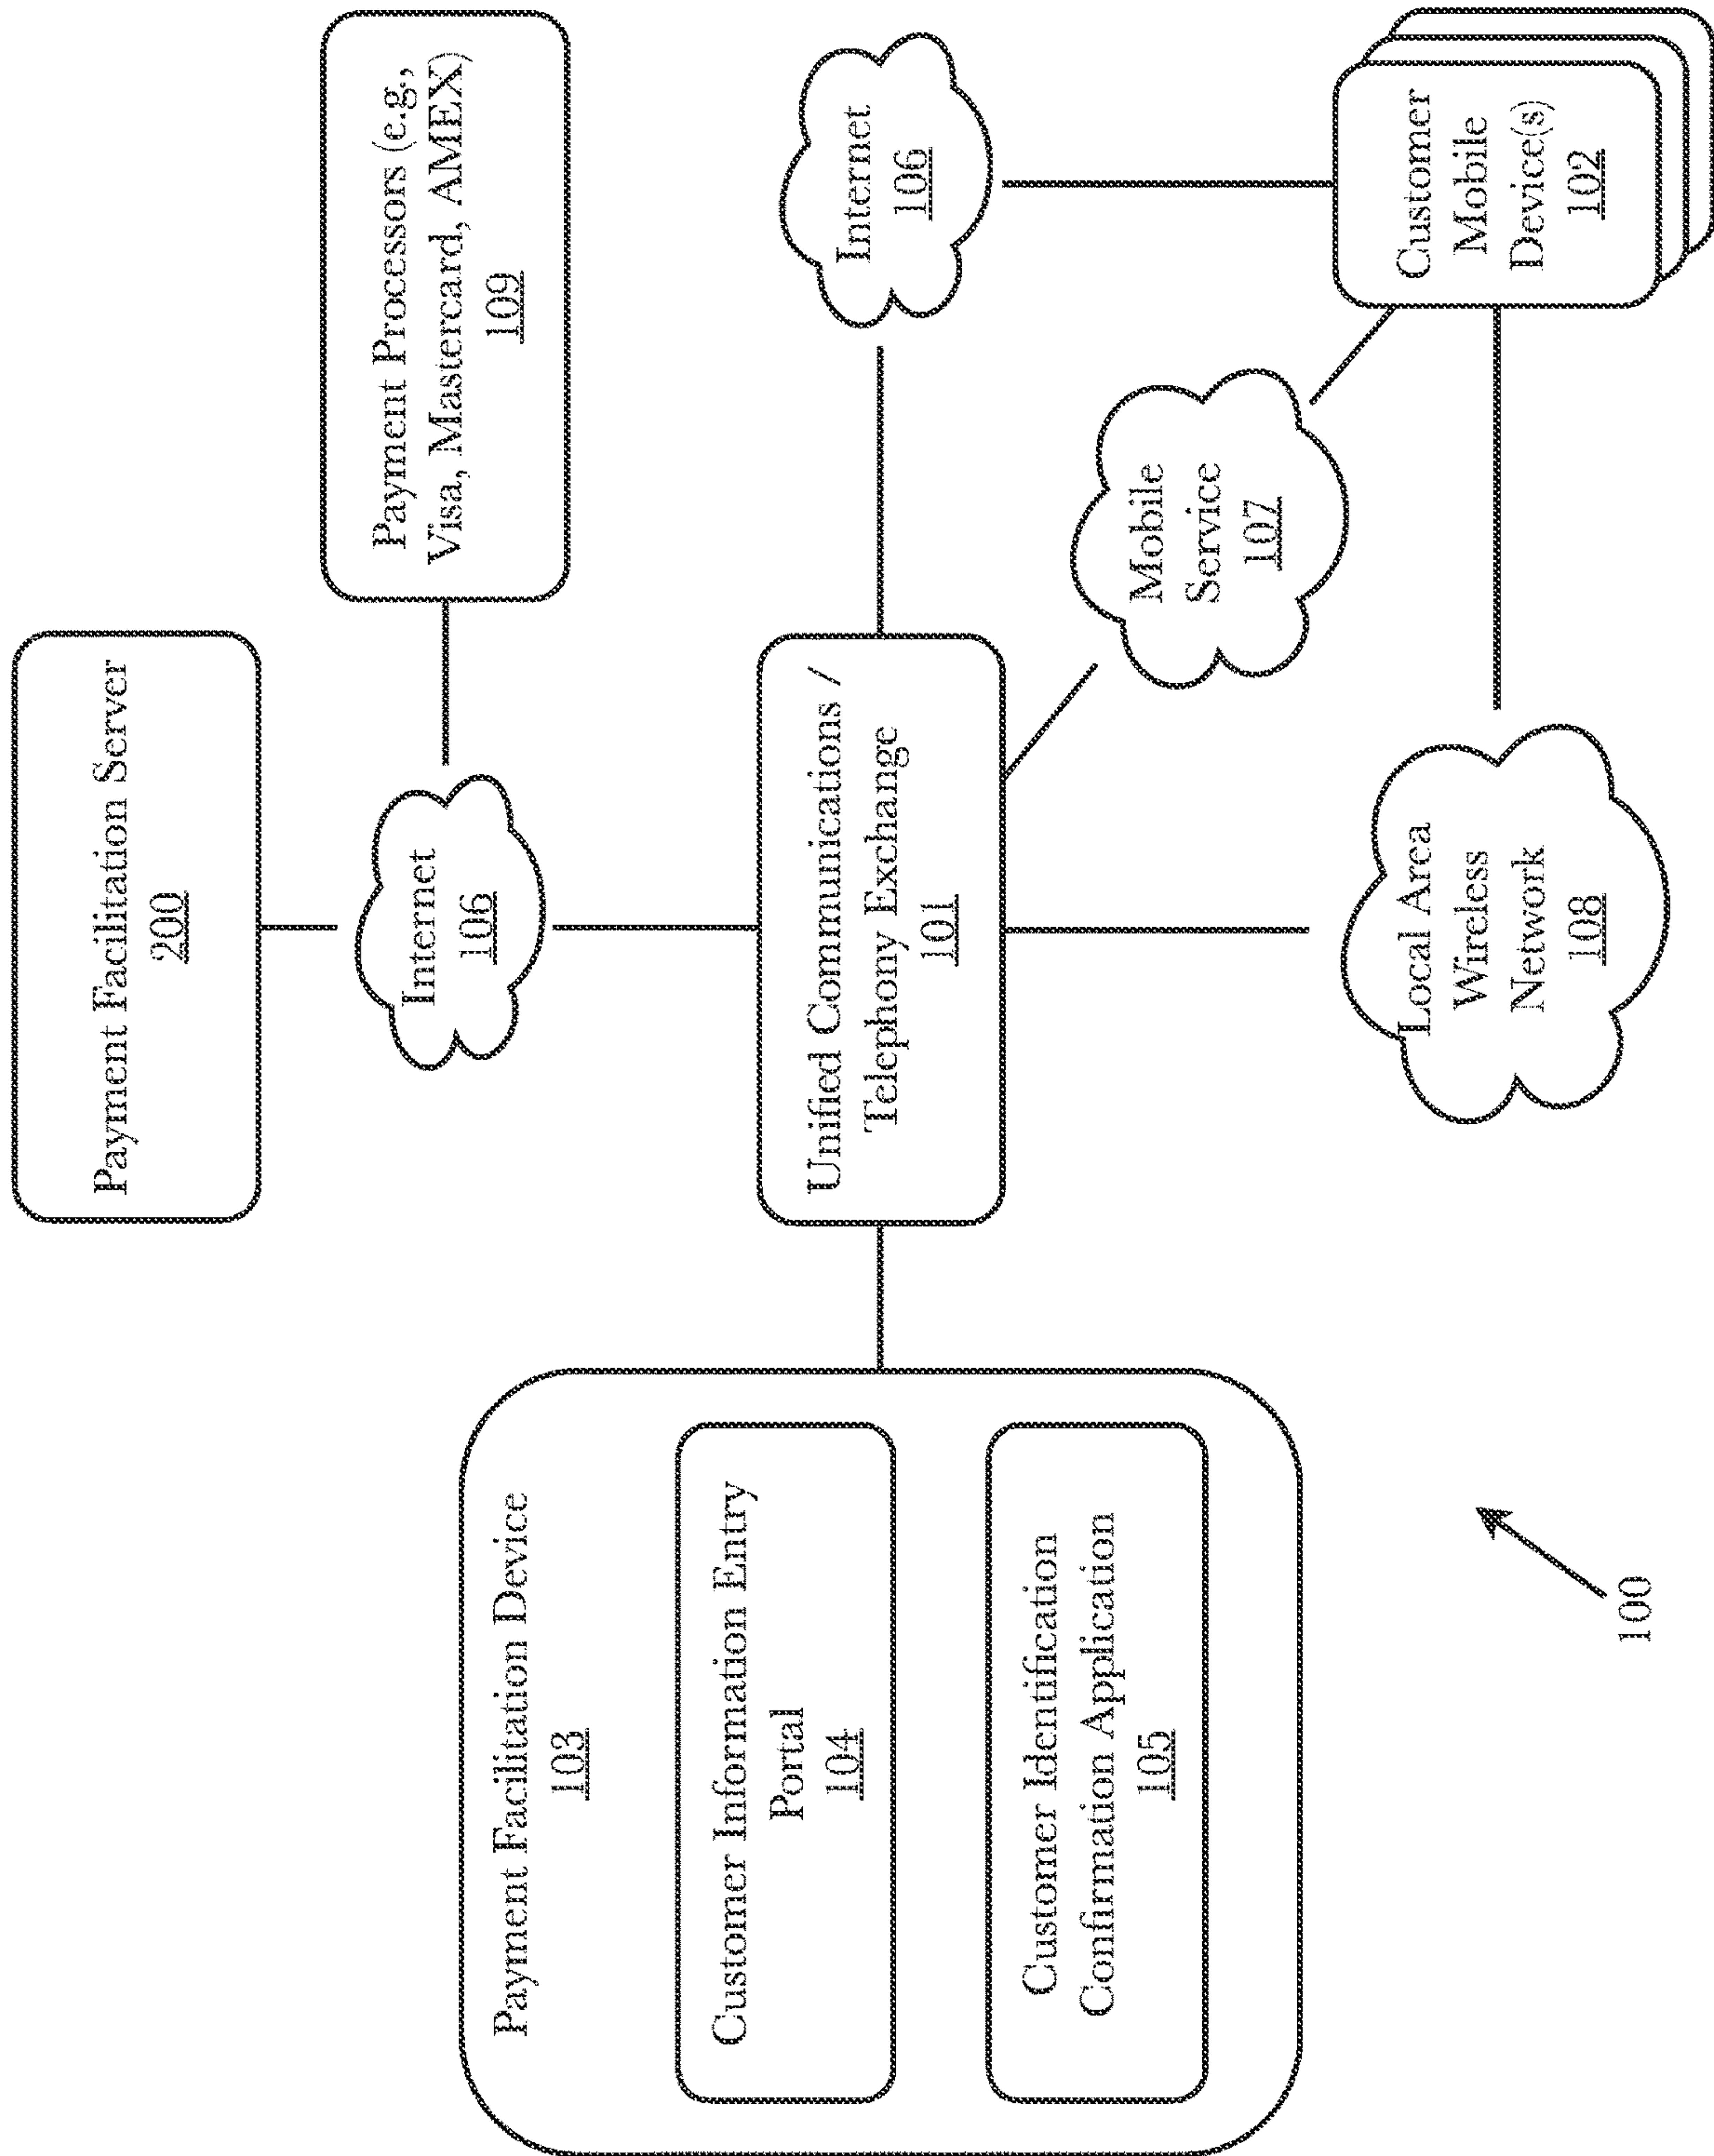 Payment Facilitation Server
200
Payment Processors (e.g.,
Visa, Mastercard, AMEX)
109
Internet
106
Payment Facilitation Device
103
Customer Information Entry
Portal
104
Customer Identification
Confirmation Application
105
Unified Communications /
Telephony Exchange
101
Internet
106
Mobile
Service
107
Local Area
Wireless
Network
108
Customer
Mobile
Device(s)
102
100